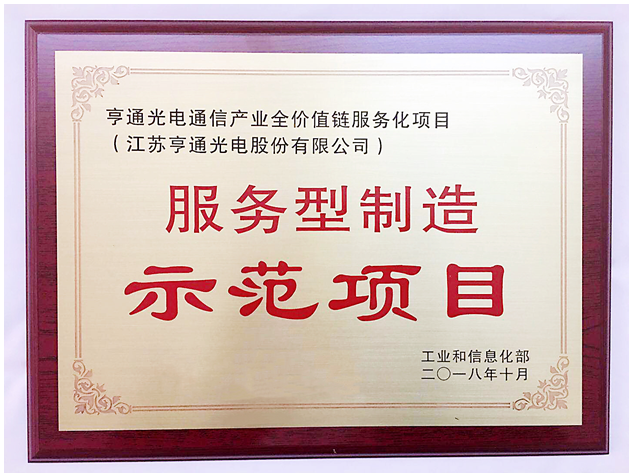 亨通光电通信产业全价值链服务化项目
（江苏亨通光电股份有限公司）
服务型制造
示范项目
工业和信息化部
二〇一八年十月